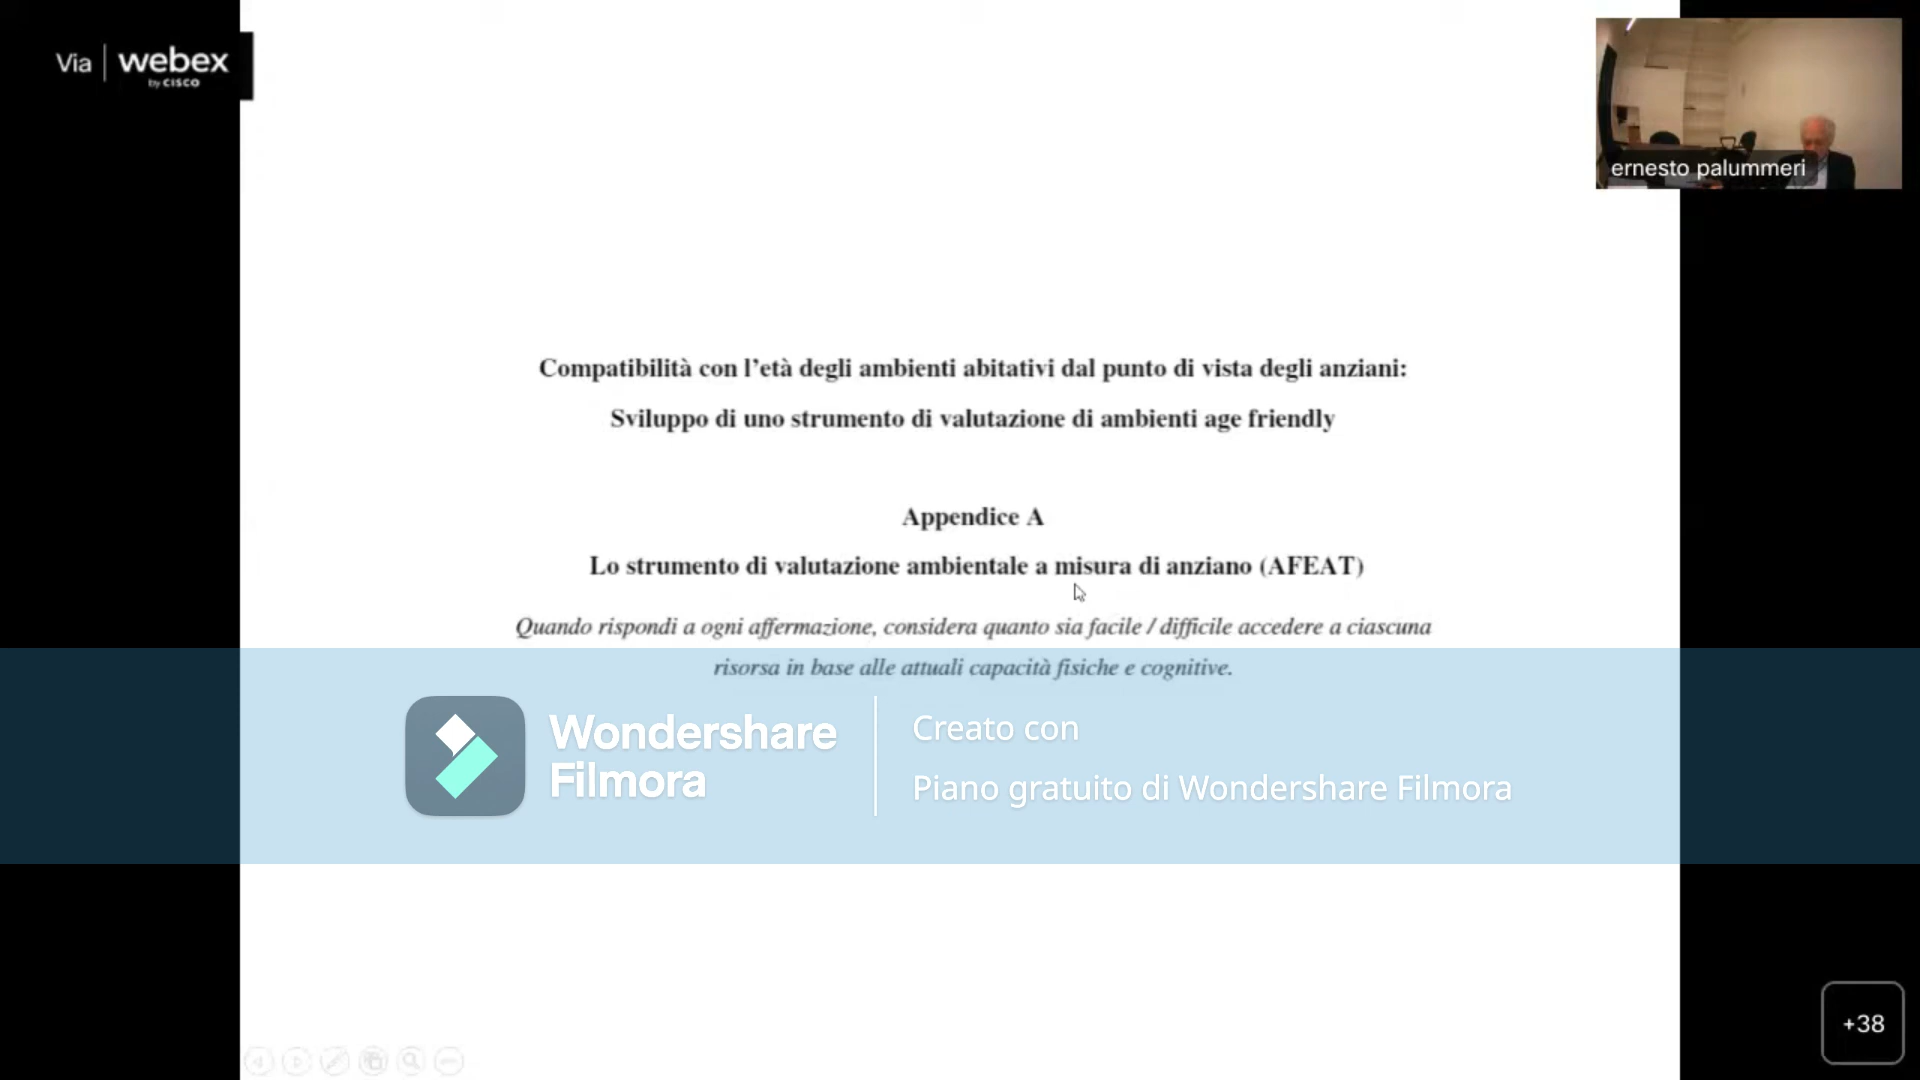 Via webex
by CISCO
ernesto palummeri
Compatibilità con l’età degli ambienti abitativi dal punto di vista degli anziani:
Sviluppo di uno strumento di valutazione di ambienti age friendly
Appendice A
Lo strumento di valutazione ambientale a misura di anziano (AFEAT)
Quando rispondi a ogni affermazione, considera quanto sia facile / difficile accedere a ciascuna
risorsa in base alle attuali capacità fisiche e cognitive.
Wondershare
Filmora
Creato con
Piano gratuito di Wondershare Filmora
+38